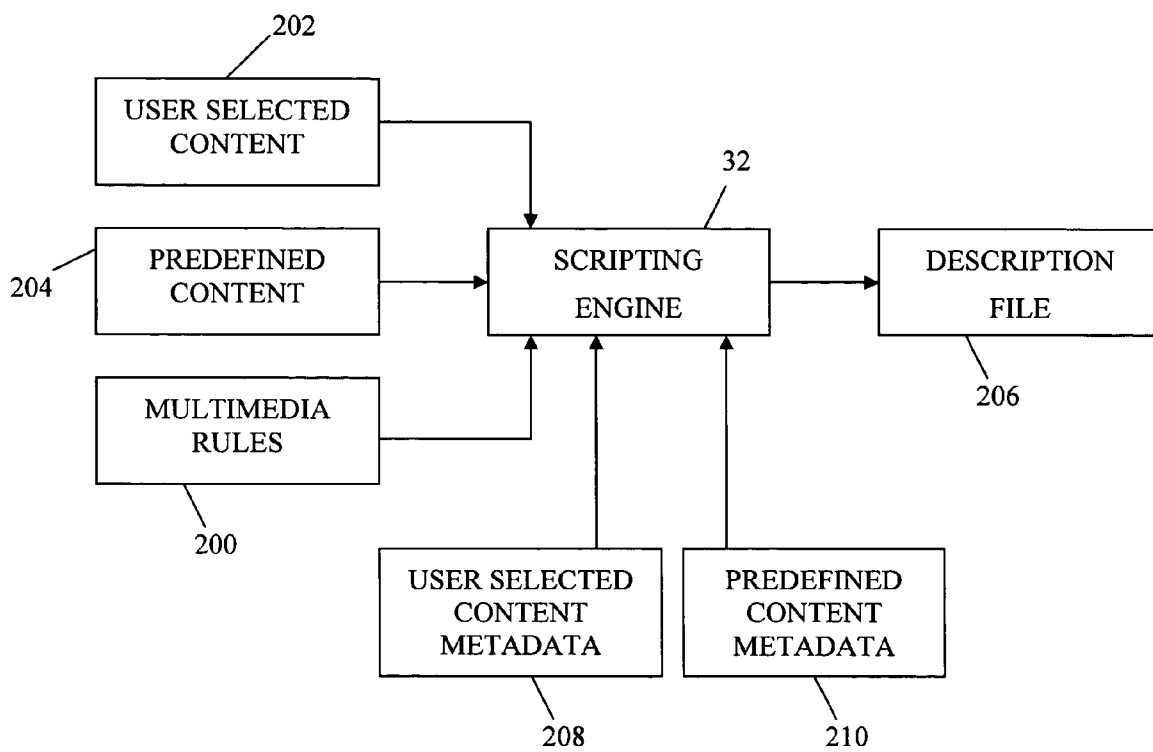 202
USER SELECTED
CONTENT
32
204
PREDEFINED
CONTENT
SCRIPTING
ENGINE
DESCRIPTION
FILE
206
MULTIMEDIA
RULES
200
USER SELECTED
CONTENT
METADATA
208
PREDEFINED
CONTENT
METADATA
210